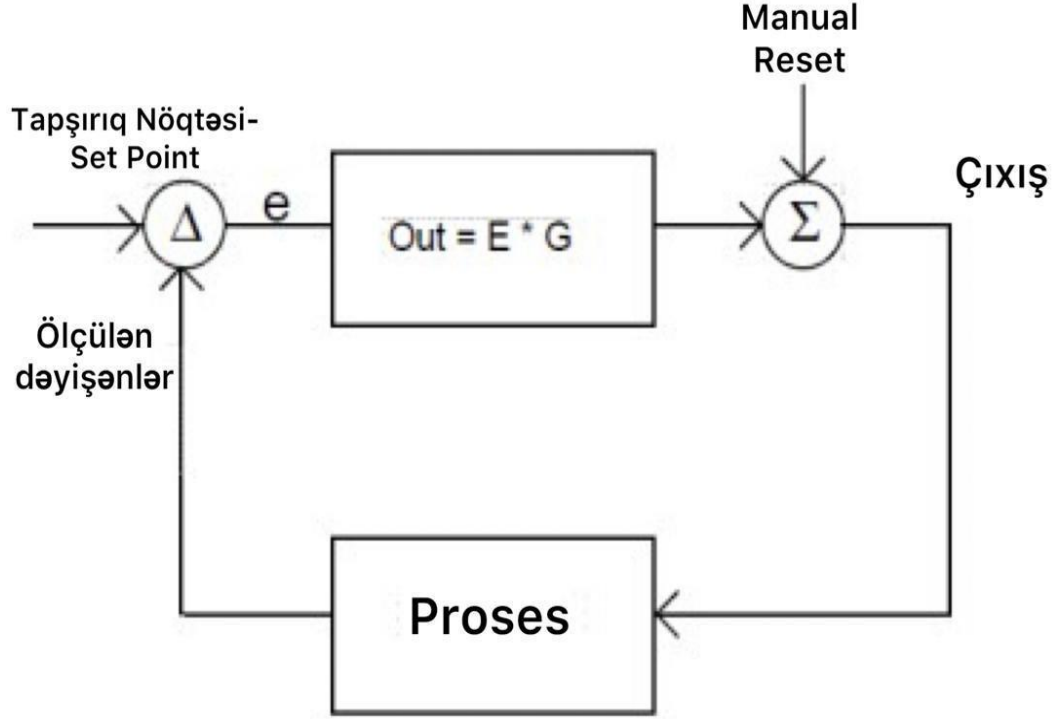 Manual
Reset
Tapşırıq Nöqtəsi-
Set Point
Çıxış
Δ
e
Out = E * G
Σ
Ölçülən
dəyişənlər
Proses